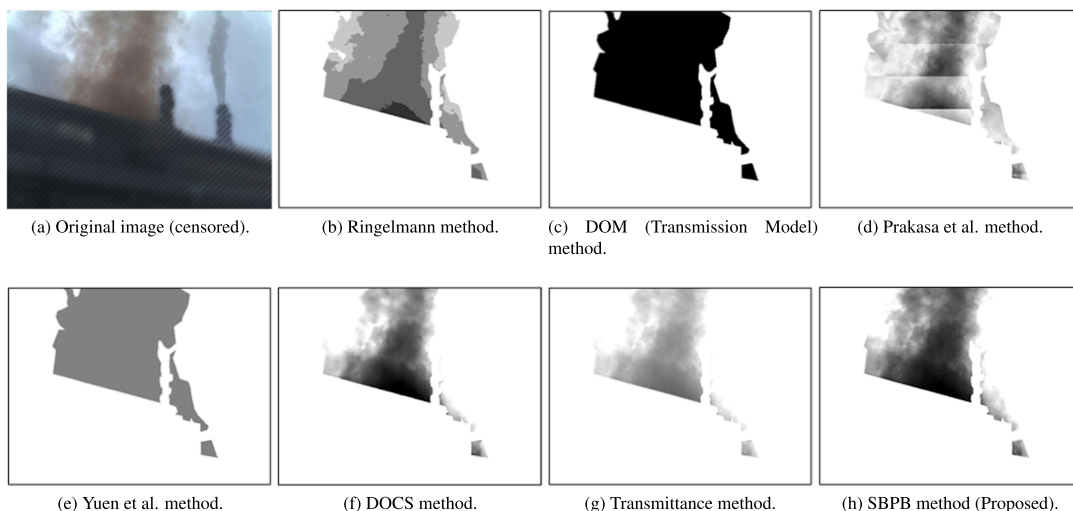 (a) Original image (censored).
(b) Ringelmann method.
(c) DOM (Transmission Model)
method.
(d) Prakasa et al. method.
(e) Yuen et al. method.
(f) DOCS method.
(g) Transmittance method.
(h) SBPB method (Proposed).